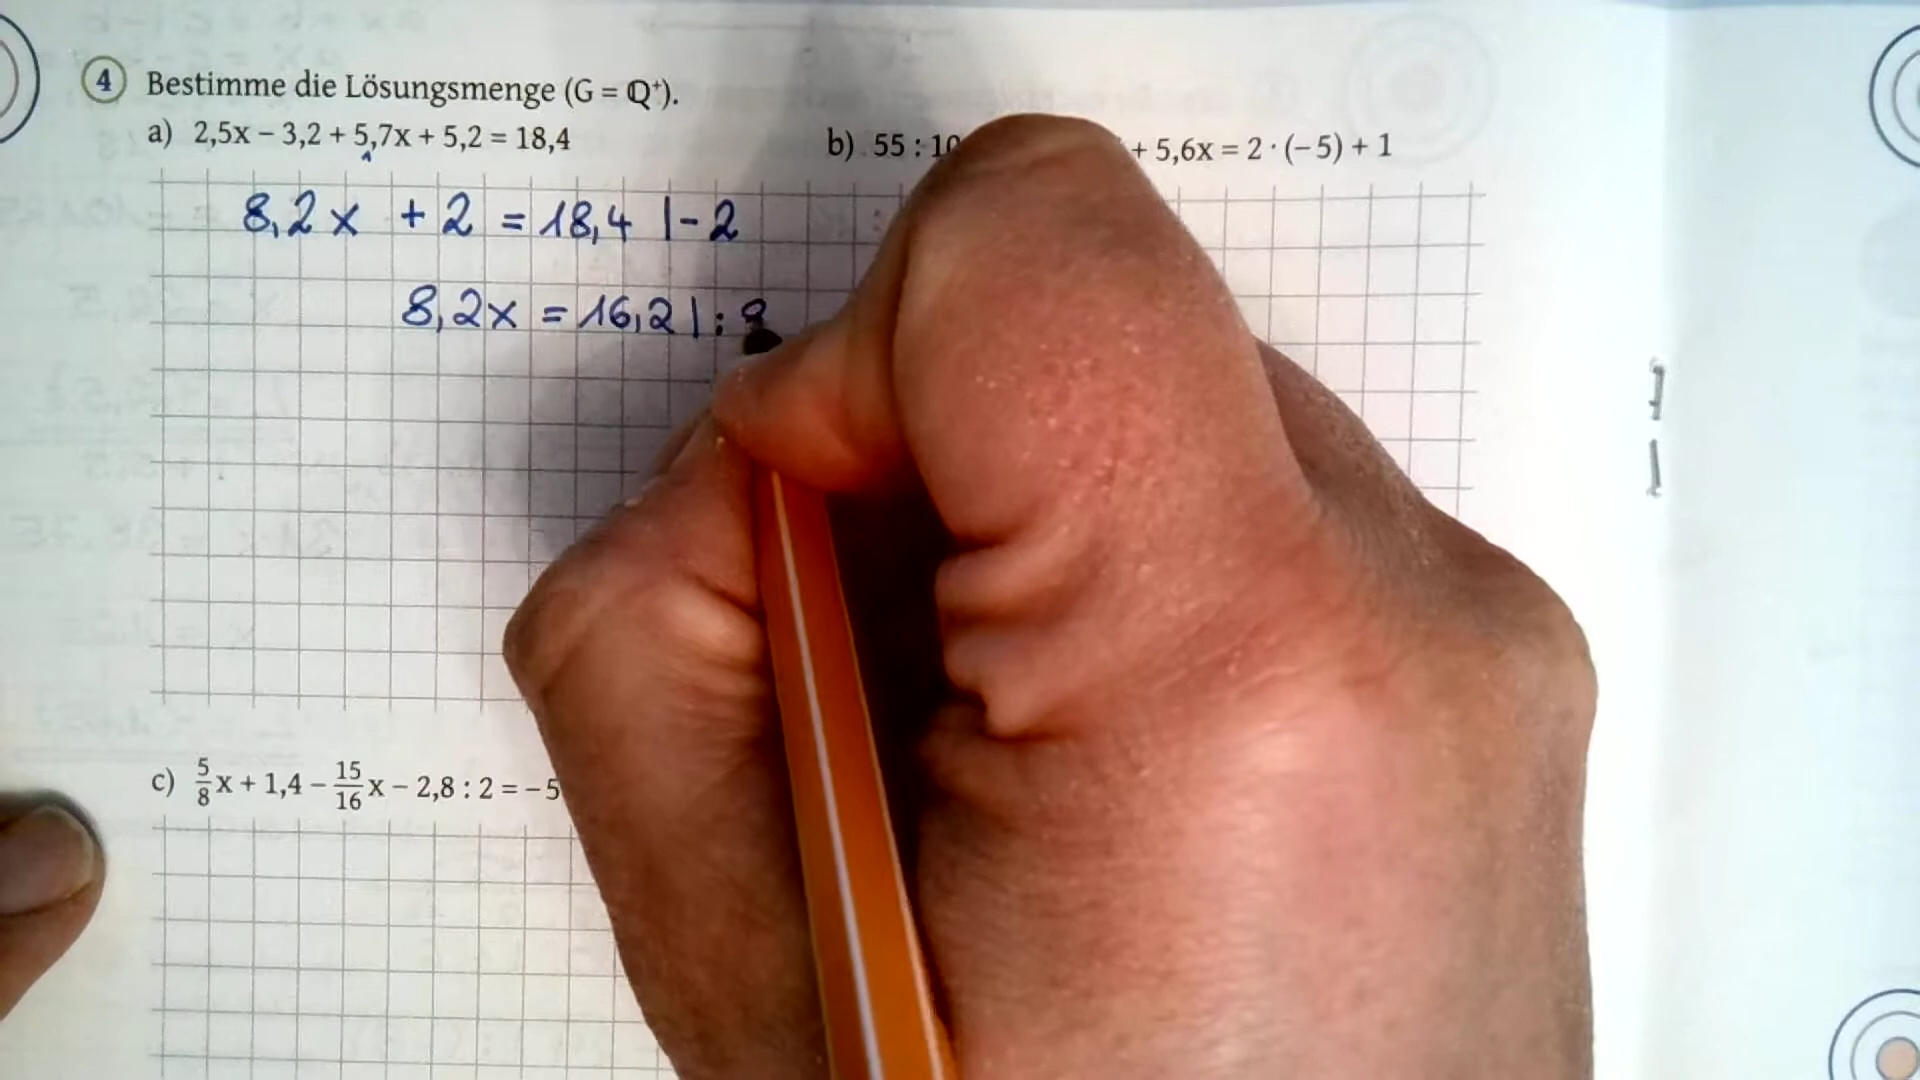 4 Bestimme die Lösungsmenge (G = Q⁺).
a) 2,5x – 3,2 + 5,7x + 5,2 = 18,4
b) 55 : 10 + 5,6x = 2 · (– 5) + 1
8,2x + 2 = 18,4 |-2
8,2x = 16,2 | : 8
c) 5/8 x + 1,4 – 15/16 x – 2,8 : 2 = – 5